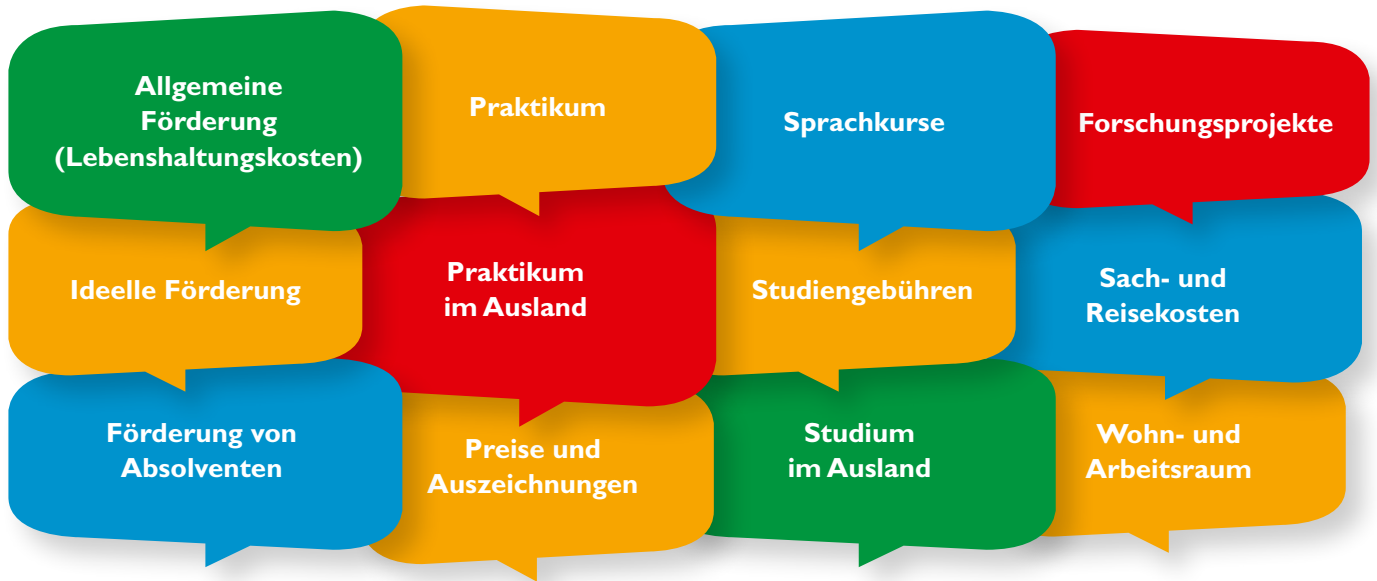 Allgemeine
Förderung
(Lebenshaltungskosten)
Praktikum
Sprachkurse
Forschungsprojekte
Ideelle Förderung
Praktikum
im Ausland
Studiengebühren
Sach- und
Reisekosten
Förderung von
Absolventen
Preise und
Auszeichnungen
Studium
im Ausland
Wohn- und
Arbeitsraum